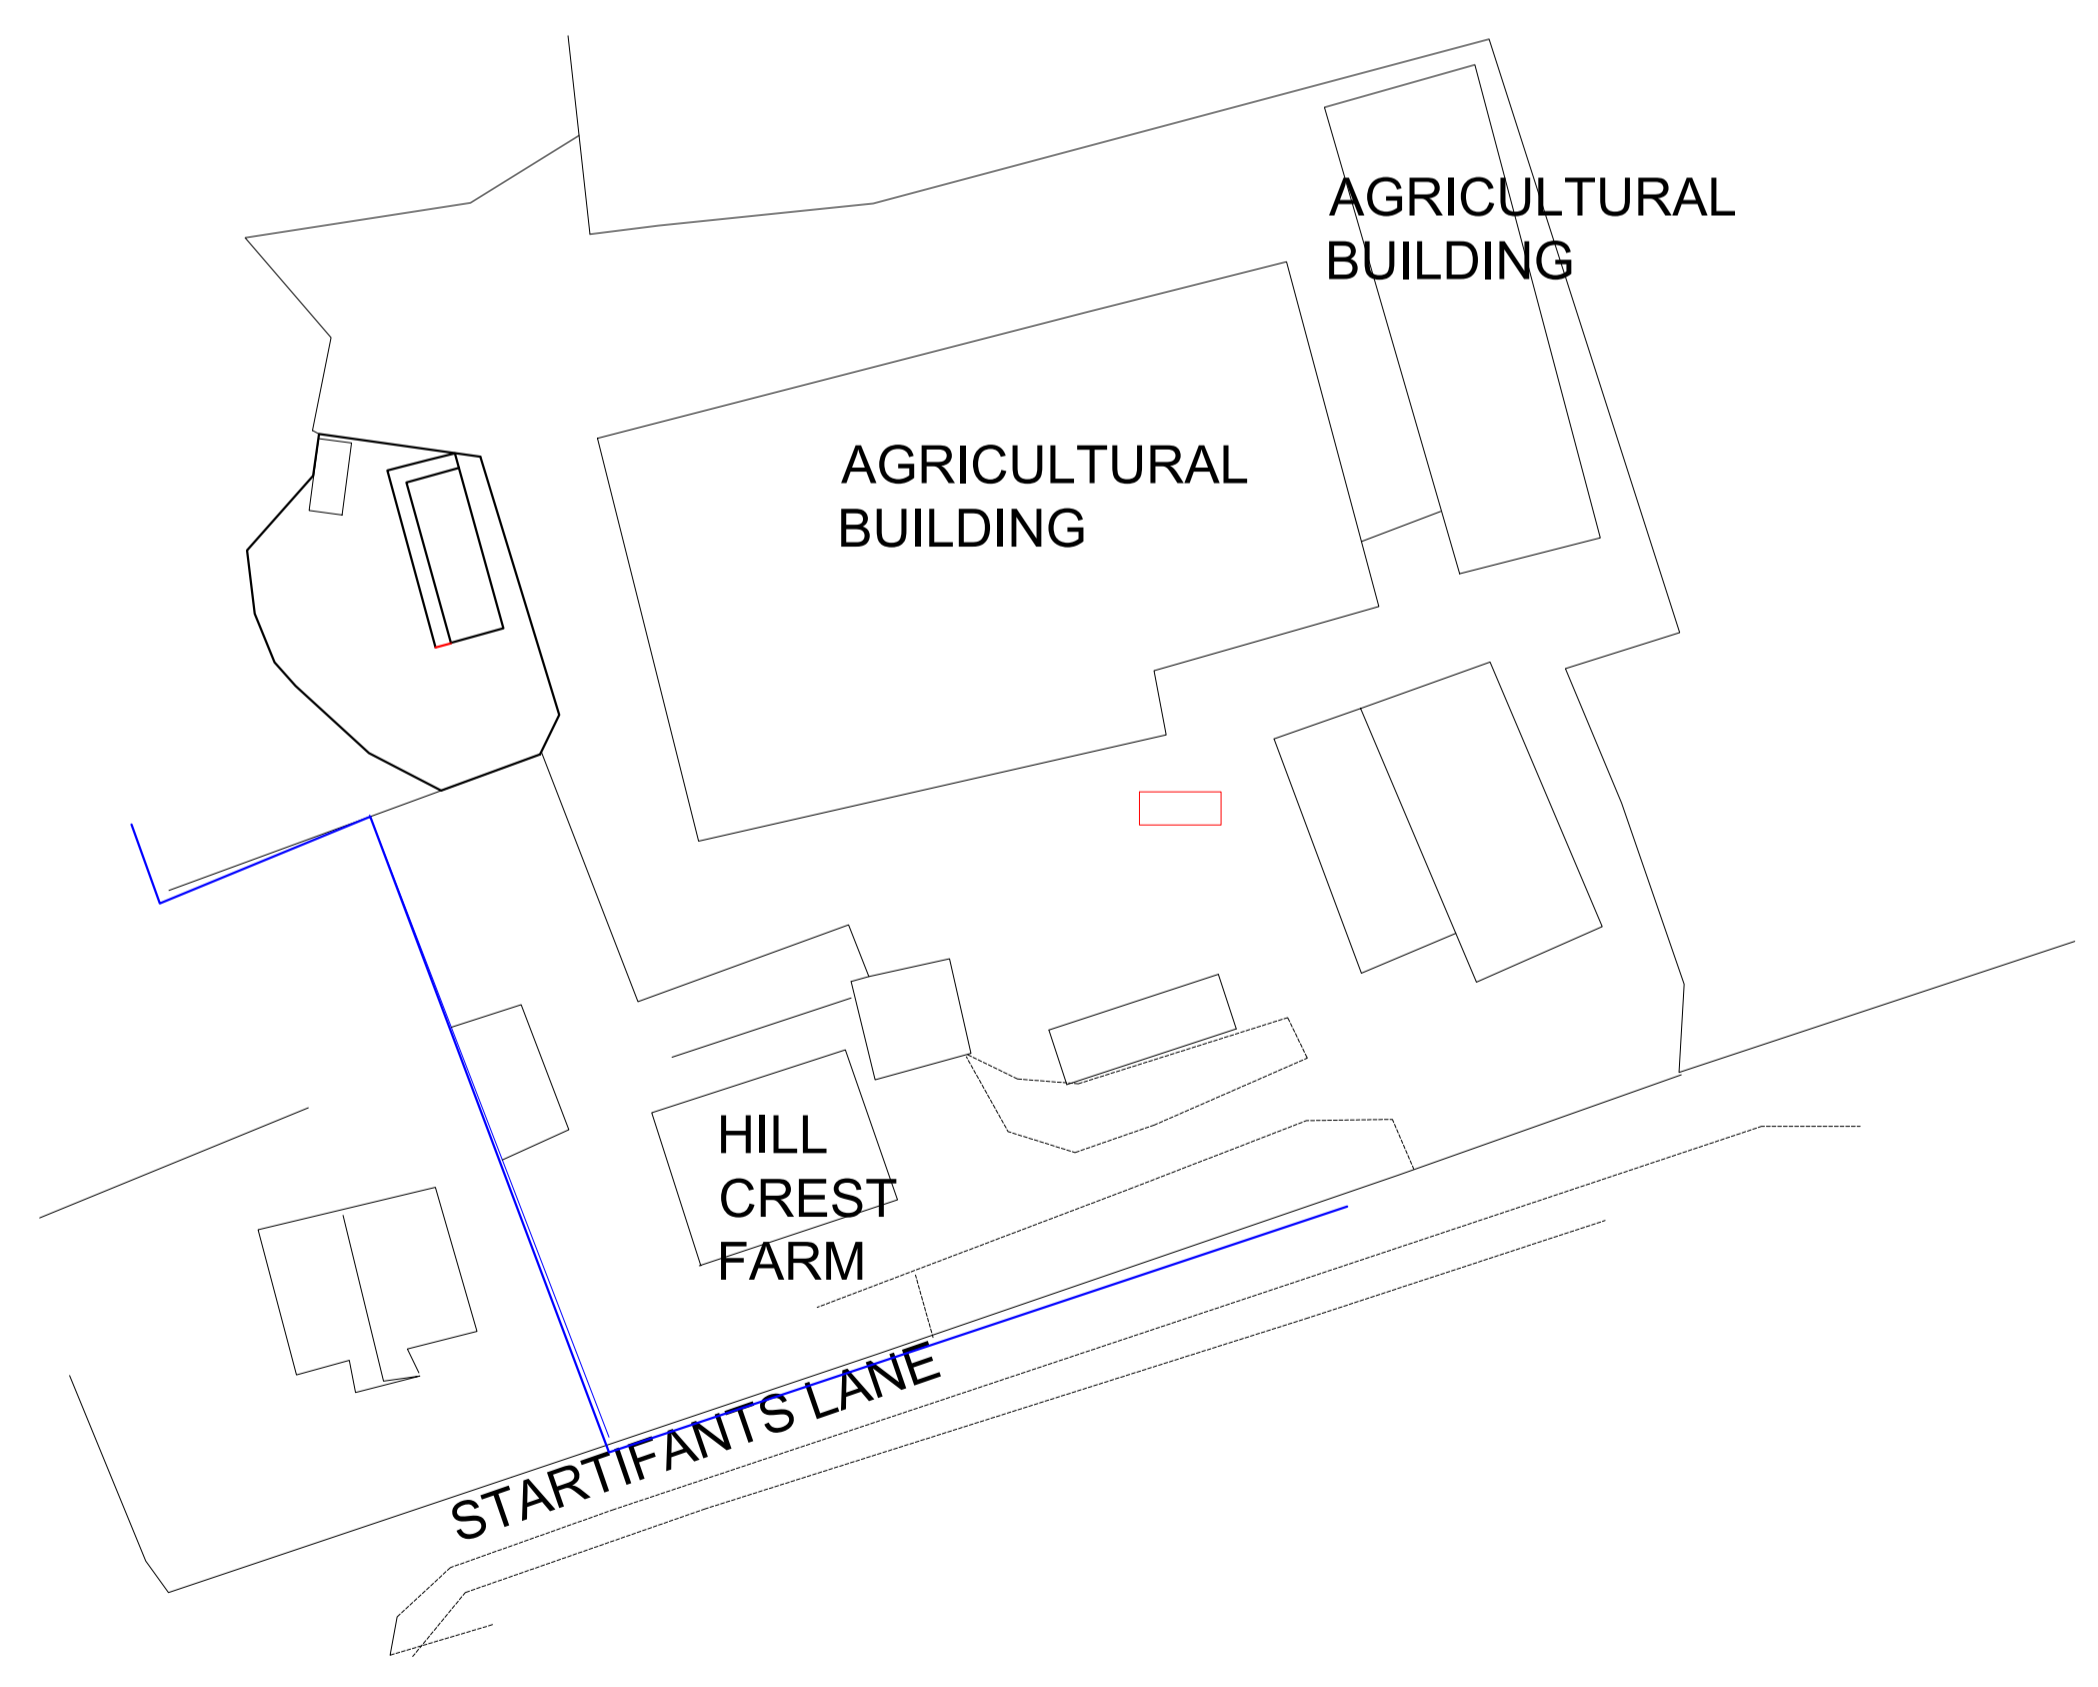 AGRICULTURAL
BUILDING
AGRICULTURAL
BUILDING
HILL
CREST
FARM
STARTIFANTS LANE